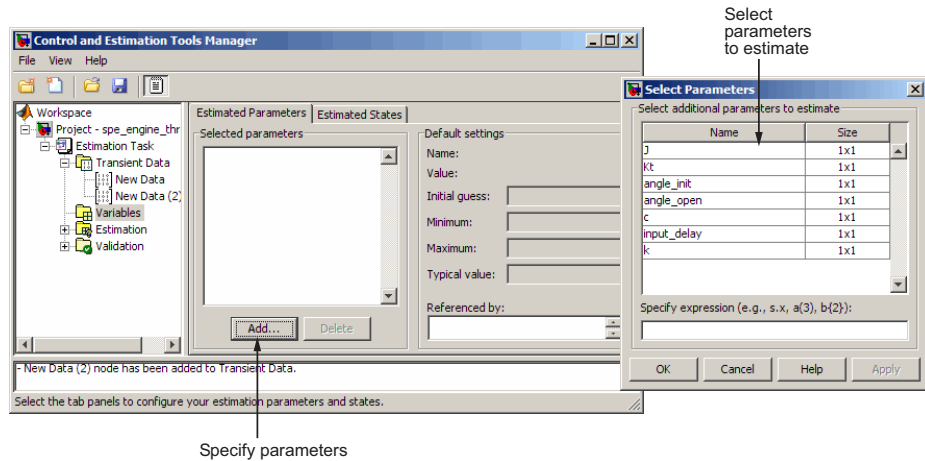 Select
parameters
to estimate
Control and Estimation Tools Manager
File View Help
Workspace
Project - spe_engine_thr
Estimation Task
Transient Data
New Data
New Data (2)
Variables
Estimation
Validation
Estimated Parameters Estimated States
Selected parameters
Add... Delete
Default settings
Name:
Value:
Initial guess:
Minimum:
Maximum:
Typical value:
Referenced by:
- New Data (2) node has been added to Transient Data.
Select the tab panels to configure your estimation parameters and states.
Select Parameters
Select additional parameters to estimate
Name Size
J 1x1
Kt 1x1
angle_init 1x1
angle_open 1x1
c 1x1
input_delay 1x1
k 1x1
Specify expression (e.g., s.x, a(3), b{2}):
OK Cancel Help Apply
Specify parameters